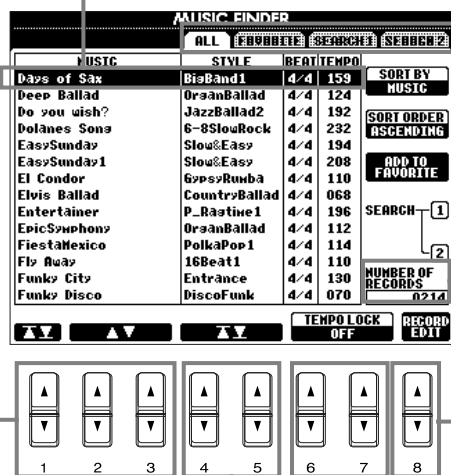 MUSIC FINDER
ALL FAVORITE SEARCH1 SEARCH2
MUSIC STYLE BEAT TEMPO
Days of Sax BigBand1 4/4 159
Deep Ballad OrganBallad 4/4 124
Do you wish? JazzBallad2 4/4 192
Dolanes Song 6-8SlowRock 4/4 232
EasySunday Slow&Easy 4/4 194
EasySunday1 Slow&Easy 4/4 208
El Condor GypsyRumba 4/4 110
Elvis Ballad CountryBallad 4/4 068
Entertainer P_Ragtime1 4/4 196
EpicSymphony OrganBallad 4/4 112
FiestaMexico PolkaPop1 4/4 114
Fly Away 16Beat1 4/4 110
Funky City Entrance 4/4 130
Funky Disco DiscoFunk 4/4 070
SORT BY
MUSIC
SORT ORDER
ASCENDING
ADD TO
FAVORITE
SEARCH 1
2
NUMBER OF
RECORDS
0214
TEMPO LOCK
OFF
RECORD
EDIT
1 2 3 4 5 6 7 8